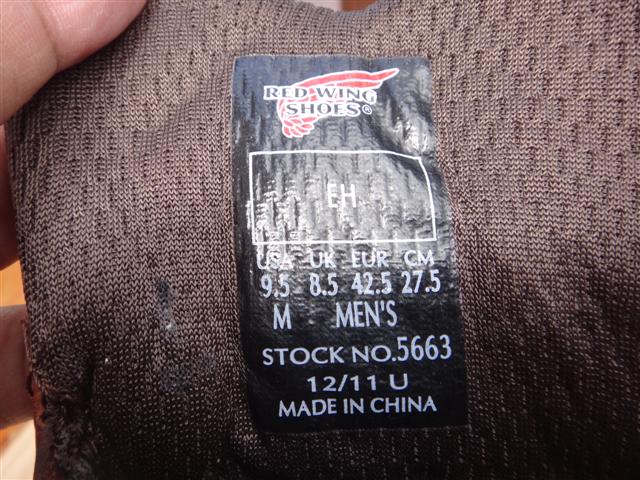 RED WING
SHOES®
EH
USA UK EUR CM
9.5 8.5 42.5 27.5
M MEN'S
STOCK NO.5663
12/11 U
MADE IN CHINA